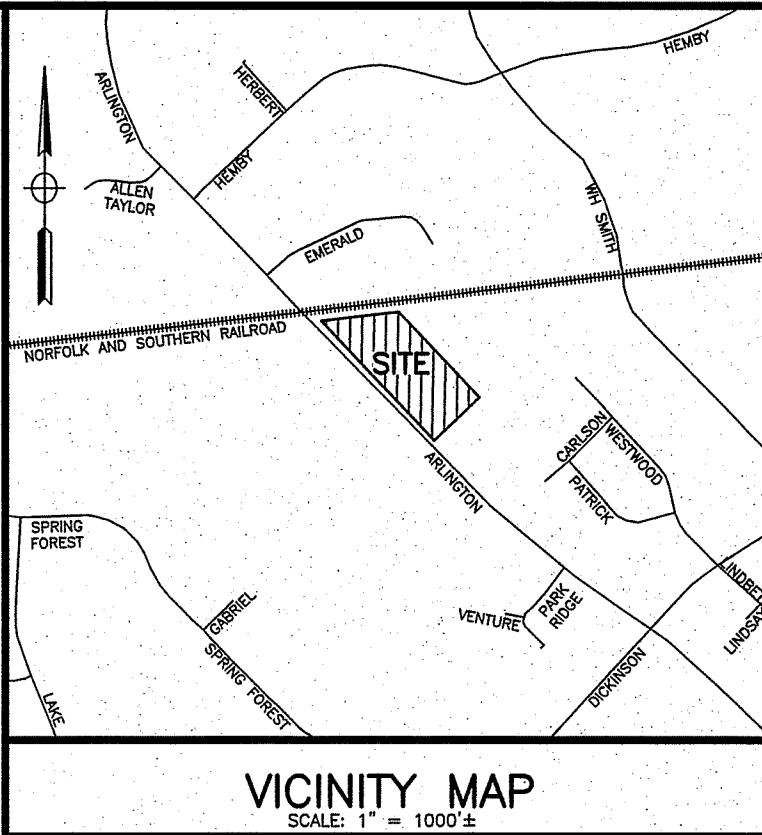 HEMBY
ARLINGTON
HERBERT
HEMBY
ALLEN
TAYLOR
WH SMITH
EMERALD
NORFOLK AND SOUTHERN RAILROAD
SITE
ARLINGTON
CARLSON
WESTWOOD
PATRICK
SPRING
FOREST
GABRIEL
SPRING FOREST
LAKE
VENTURE
PARK
RIDGE
DICKINSON
LINDBE
LINDSAY
VICINITY MAP
SCALE: 1" = 1000'±